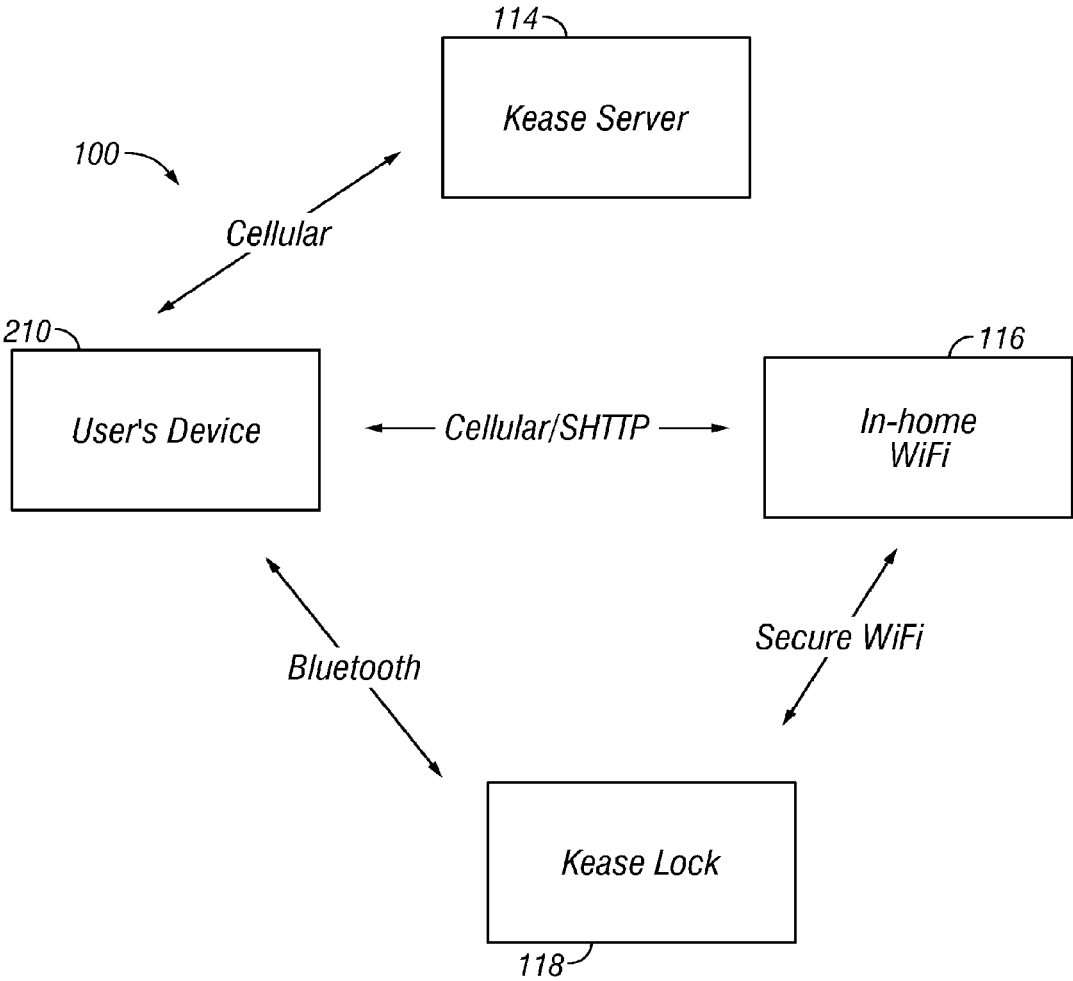 114
Kease Server
100
Cellular
210
User's Device
Cellular/SHTTP
116
In-home
WiFi
Bluetooth
Secure WiFi
Kease Lock
118